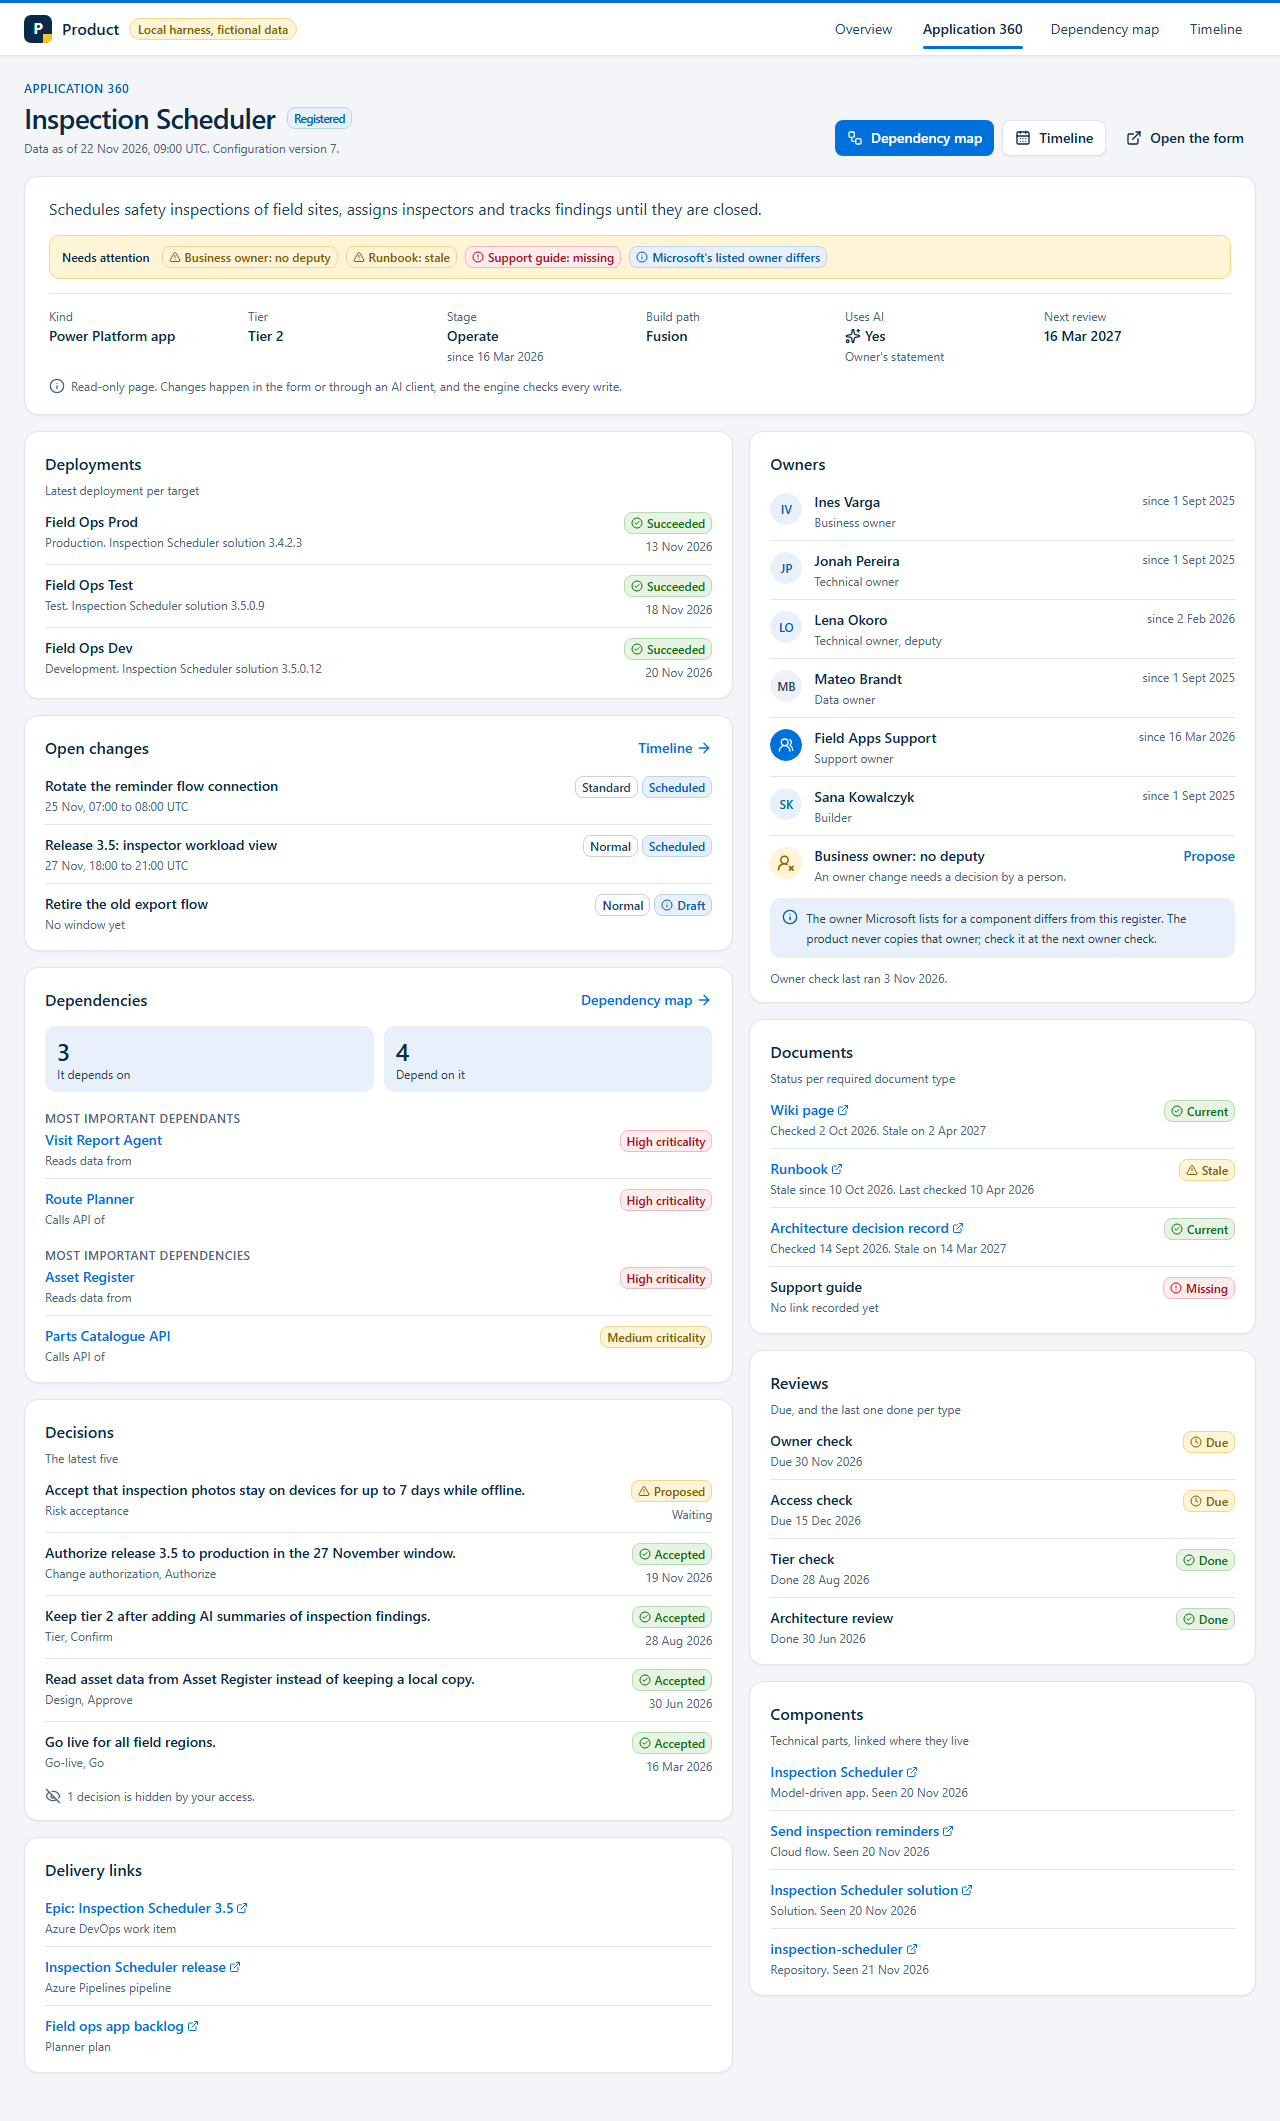 P Product Local harness, fictional data
Overview Application 360 Dependency map Timeline
APPLICATION 360
Inspection Scheduler Registered
Data as of 22 Nov 2026, 09:00 UTC. Configuration version 7.
Dependency map Timeline Open the form
Schedules safety inspections of field sites, assigns inspectors and tracks findings until they are closed.
Needs attention Business owner: no deputy Runbook: stale Support guide: missing Microsoft's listed owner differs
Kind Tier Stage Build path Uses AI Next review
Power Platform app Tier 2 Operate Fusion Yes 16 Mar 2027
since 16 Mar 2026 Owner's statement
Read-only page. Changes happen in the form or through an AI client, and the engine checks every write.
Deployments
Latest deployment per target
Field Ops Prod Succeeded
Production. Inspection Scheduler solution 3.4.2.3 13 Nov 2026
Field Ops Test Succeeded
Test. Inspection Scheduler solution 3.5.0.9 18 Nov 2026
Field Ops Dev Succeeded
Development. Inspection Scheduler solution 3.5.0.12 20 Nov 2026
Open changes Timeline
Rotate the reminder flow connection Standard Scheduled
25 Nov, 07:00 to 08:00 UTC
Release 3.5: inspector workload view Normal Scheduled
27 Nov, 18:00 to 21:00 UTC
Retire the old export flow Normal Draft
No window yet
Dependencies Dependency map
3 4
It depends on Depend on it
MOST IMPORTANT DEPENDANTS
Visit Report Agent High criticality
Reads data from
Route Planner High criticality
Calls API of
MOST IMPORTANT DEPENDENCIES
Asset Register High criticality
Reads data from
Parts Catalogue API Medium criticality
Calls API of
Decisions
The latest five
Accept that inspection photos stay on devices for up to 7 days while offline. Proposed
Risk acceptance Waiting
Authorize release 3.5 to production in the 27 November window. Accepted
Change authorization, Authorize 19 Nov 2026
Keep tier 2 after adding AI summaries of inspection findings. Accepted
Tier, Confirm 28 Aug 2026
Read asset data from Asset Register instead of keeping a local copy. Accepted
Design, Approve 30 Jun 2026
Go live for all field regions. Accepted
Go-live, Go 16 Mar 2026
1 decision is hidden by your access.
Delivery links
Epic: Inspection Scheduler 3.5
Azure DevOps work item
Inspection Scheduler release
Azure Pipelines pipeline
Field ops app backlog
Planner plan
Owners
IV Ines Varga since 1 Sept 2025
Business owner
JP Jonah Pereira since 1 Sept 2025
Technical owner
LO Lena Okoro since 2 Feb 2026
Technical owner, deputy
MB Mateo Brandt since 1 Sept 2025
Data owner
Field Apps Support since 16 Mar 2026
Support owner
SK Sana Kowalczyk since 1 Sept 2025
Builder
Business owner: no deputy Propose
An owner change needs a decision by a person.
The owner Microsoft lists for a component differs from this register. The
product never copies that owner; check it at the next owner check.
Owner check last ran 3 Nov 2026.
Documents
Status per required document type
Wiki page Current
Checked 2 Oct 2026. Stale on 2 Apr 2027
Runbook Stale
Stale since 10 Oct 2026. Last checked 10 Apr 2026
Architecture decision record Current
Checked 14 Sept 2026. Stale on 14 Mar 2027
Support guide Missing
No link recorded yet
Reviews
Due, and the last one done per type
Owner check Due
Due 30 Nov 2026
Access check Due
Due 15 Dec 2026
Tier check Done
Done 28 Aug 2026
Architecture review Done
Done 30 Jun 2026
Components
Technical parts, linked where they live
Inspection Scheduler
Model-driven app. Seen 20 Nov 2026
Send inspection reminders
Cloud flow. Seen 20 Nov 2026
Inspection Scheduler solution
Solution. Seen 20 Nov 2026
inspection-scheduler
Repository. Seen 21 Nov 2026